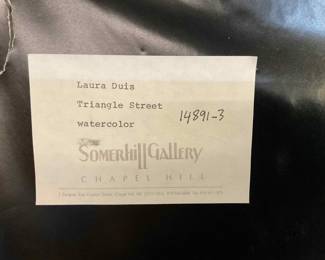 Laura Duis
Triangle Street
watercolor
14891-3
Somerhill Gallery
CHAPEL HILL